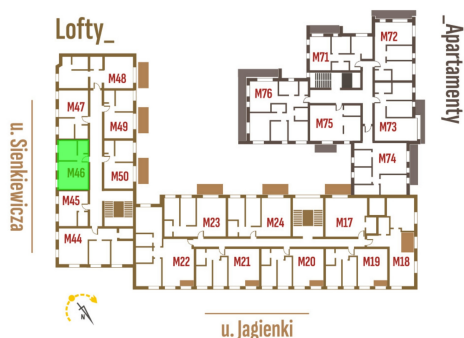 Lofty_
_Apartamenty
M72
M71
M48
M76
M47
M49
M75
M73
M74
M46
M50
M45
M44
M23
M24
M17
M22
M21
M20
M19
M18
u. Sienkiewicza
N
u. Jagienki